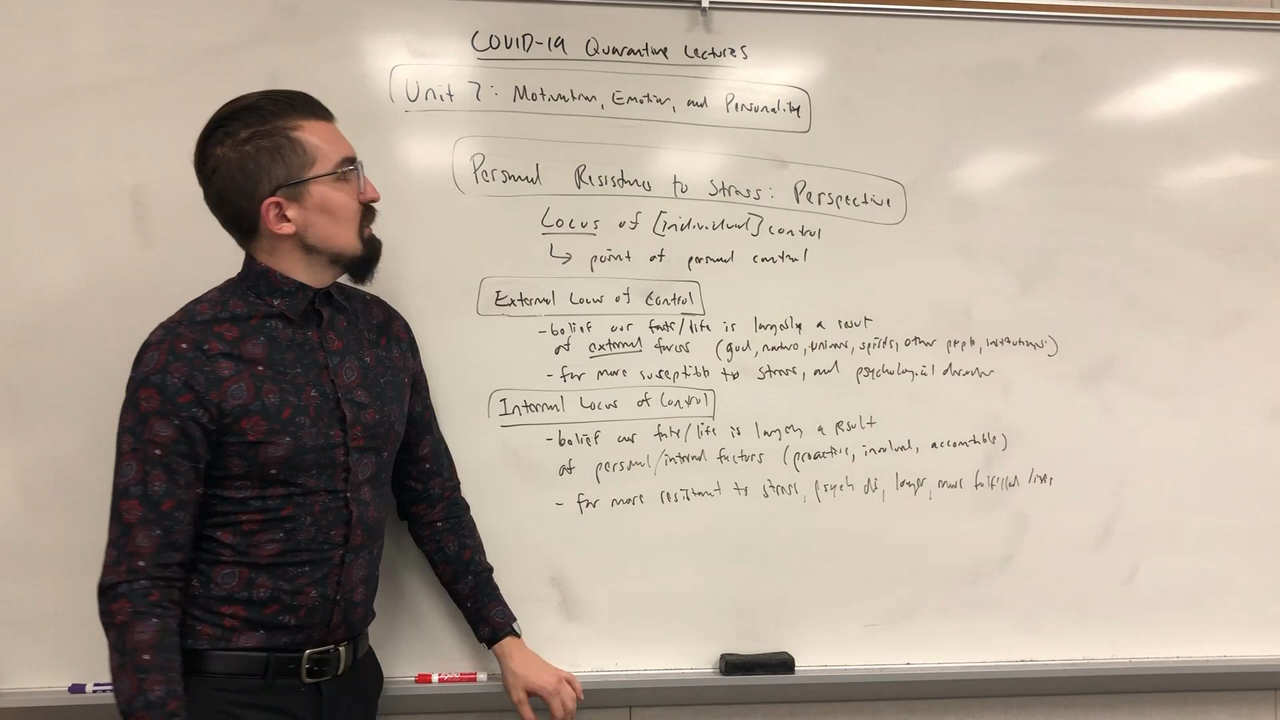 COVID-19 Quarantine Lectures
Unit 7: Motivation, Emotion, and Personality
Personal Resistance to Stress: Perspective
Locus of [individual] control
↳ point of personal control
External Locus of Control
- belief our fate/life is largely a result
of external forces (god, nature, universe, spirits, other people, institutions)
- far more susceptible to stress, and psychological disorder
Internal Locus of Control
- belief our fate/life is largely a result
of personal/internal factors (proactive, involved, accountable)
- far more resistant to stress, psych dis, longer, more fulfilled lives
EXPO